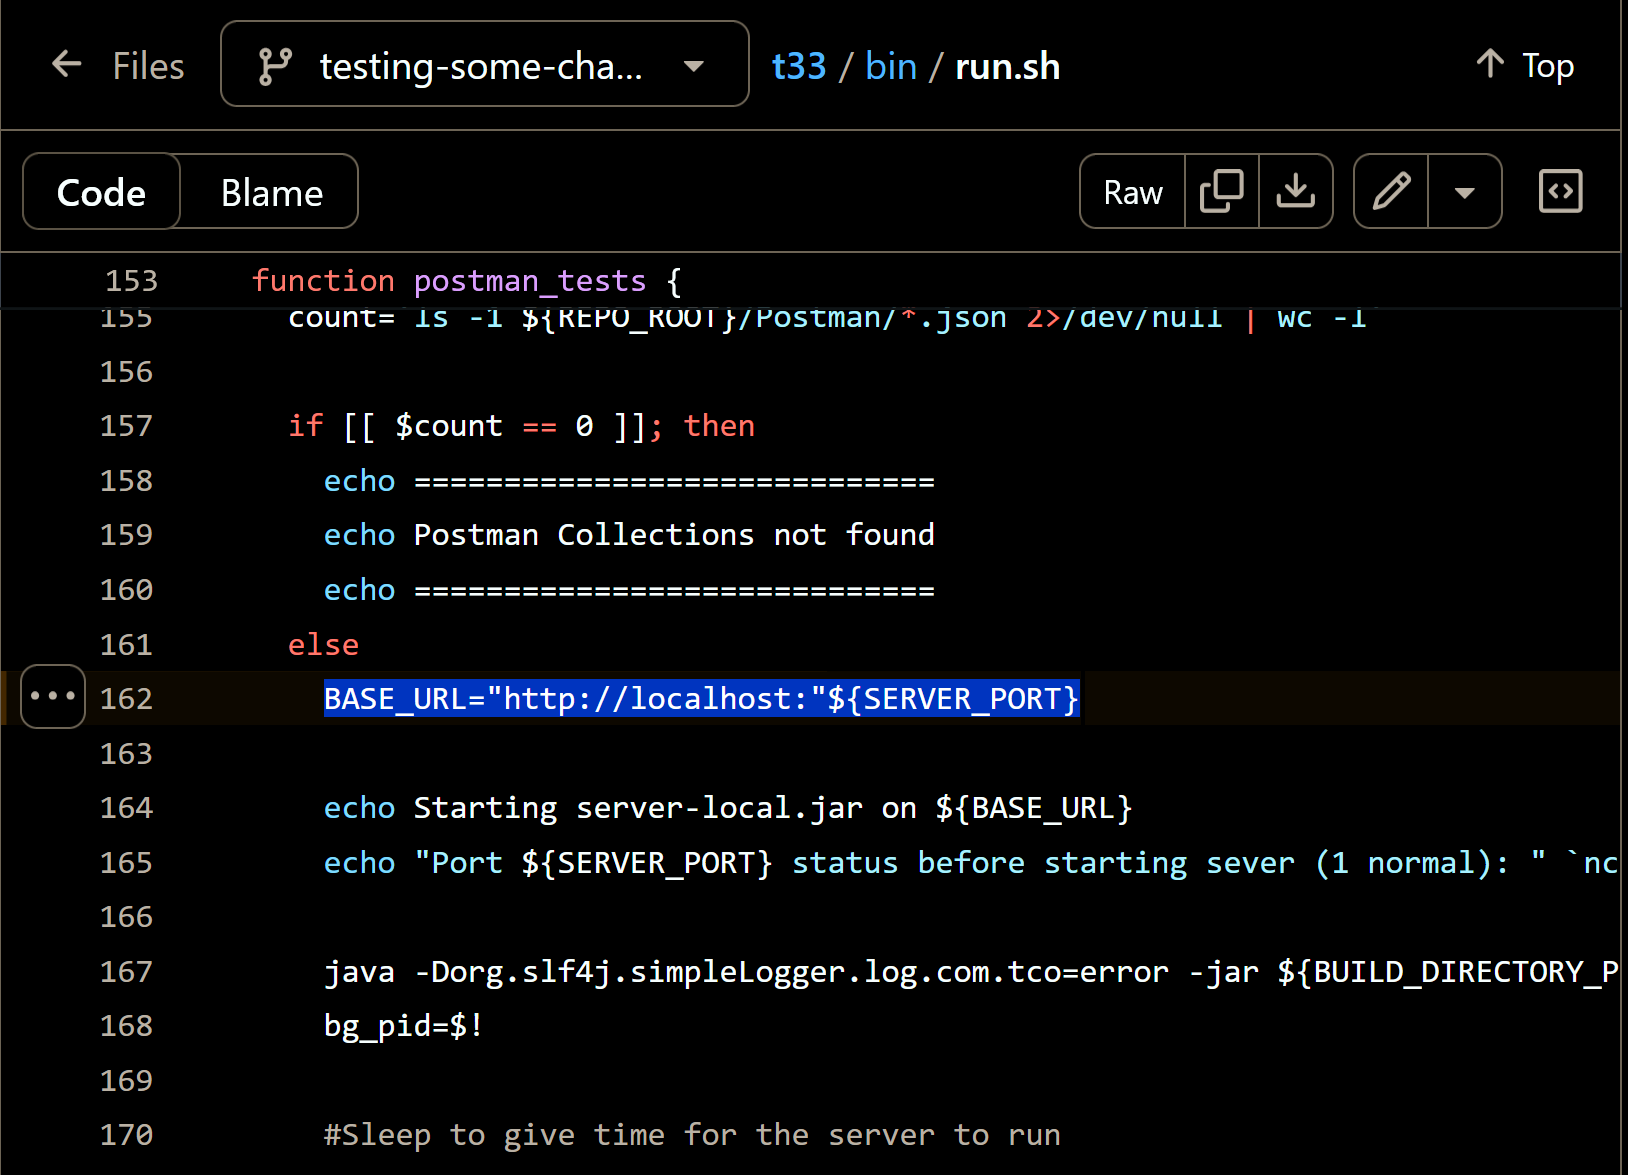 Files testing-some-cha... t33 / bin / run.sh Top
Code Blame Raw
153 function postman_tests {
155 count=`ls -1 ${REPO_ROOT}/Postman/*.json 2>/dev/null | wc -l`
156
157 if [[ $count == 0 ]]; then
158 echo =============================
159 echo Postman Collections not found
160 echo =============================
161 else
162 BASE_URL="http://localhost:"${SERVER_PORT}
163
164 echo Starting server-local.jar on ${BASE_URL}
165 echo "Port ${SERVER_PORT} status before starting sever (1 normal): " `nc
166
167 java -Dorg.slf4j.simpleLogger.log.com.tco=error -jar ${BUILD_DIRECTORY_P
168 bg_pid=$!
169
170 #Sleep to give time for the server to run